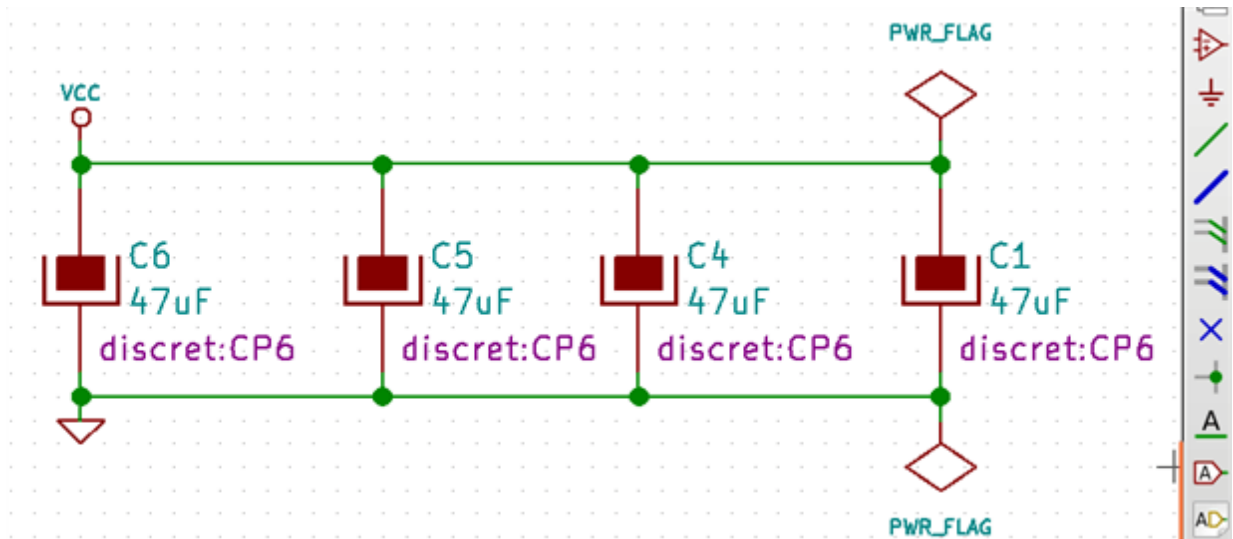 PWR_FLAG
VCC
C6
47uF
discret:CP6
C5
47uF
discret:CP6
C4
47uF
discret:CP6
C1
47uF
discret:CP6
PWR_FLAG
A
A
AD